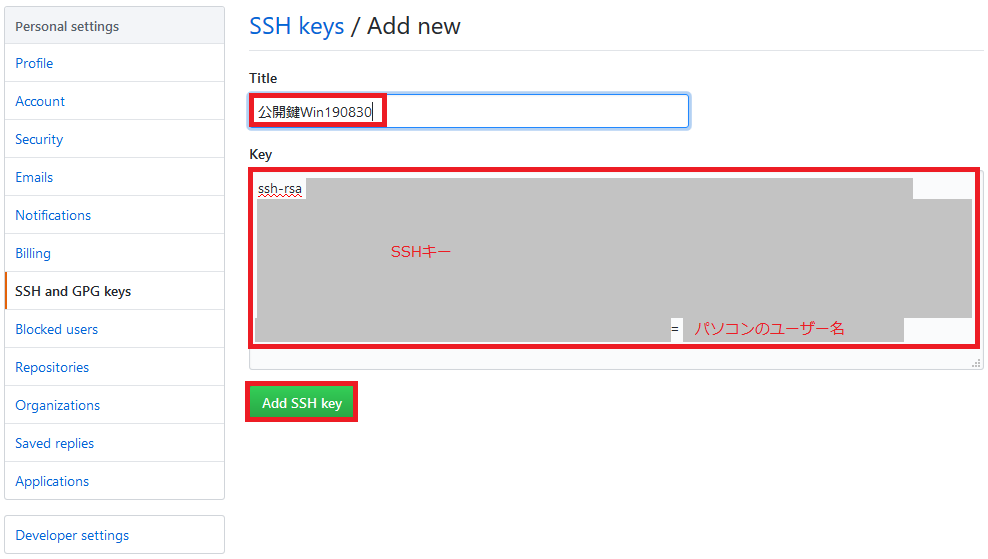 Personal settings
Profile
Account
Security
Emails
Notifications
Billing
SSH and GPG keys
Blocked users
Repositories
Organizations
Saved replies
Applications
Developer settings
SSH keys / Add new
Title
公開鍵Win190830
Key
ssh-rsa
SSHキー
= パソコンのユーザー名
Add SSH key